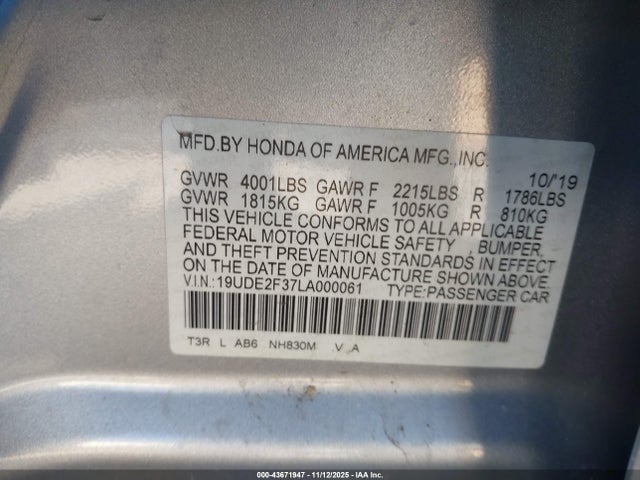 MFD.BY HONDA OF AMERICA MFG.,INC. 10/'19
GVWR 4001LBS GAWR F 2215LBS R 1786LBS
GVWR 1815KG GAWR F 1005KG R 810KG
THIS VEHICLE CONFORMS TO ALL APPLICABLE
FEDERAL MOTOR VEHICLE SAFETY , BUMPER,
AND THEFT PREVENTION STANDARDS IN EFFECT
ON THE DATE OF MANUFACTURE SHOWN ABOVE.
V.I.N.: 19UDE2F37LA000061 TYPE:PASSENGER CAR
T3R L AB6 NH830M V A
000-43671947 - 11/12/2025 - IAA Inc.